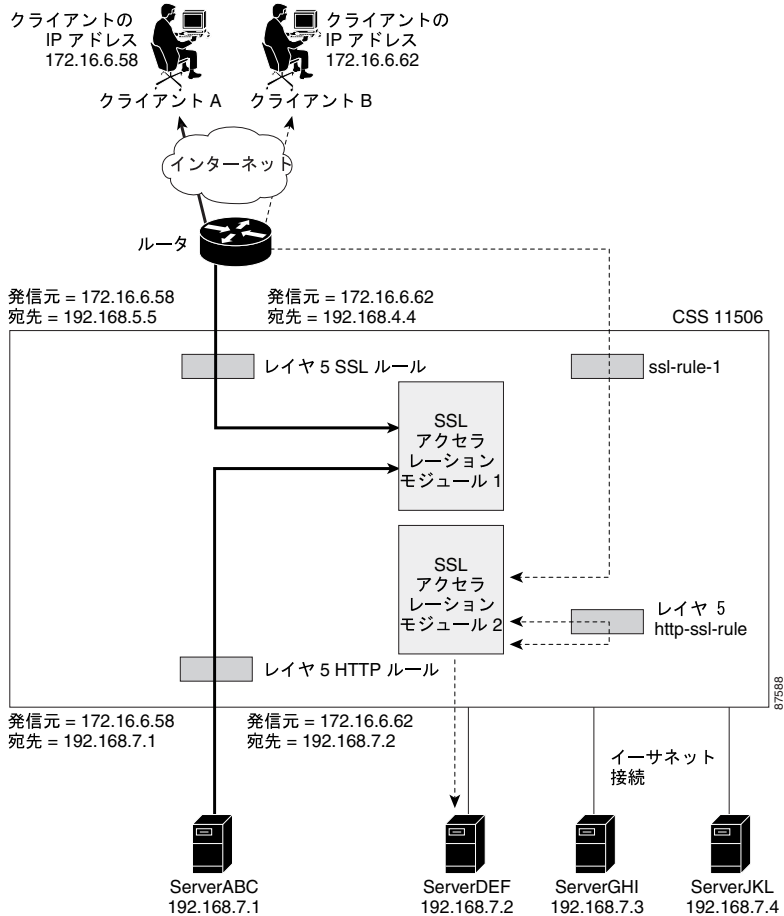 クライアントの
IP アドレス
172.16.6.58
クライアントの
IP アドレス
172.16.6.62
クライアント A
クライアント B
インターネット
ルータ
発信元 = 172.16.6.58
宛先 = 192.168.5.5
発信元 = 172.16.6.62
宛先 = 192.168.4.4
CSS 11506
レイヤ 5 SSL ルール
ssl-rule-1
SSL
アクセラ
レーション
モジュール 1
SSL
アクセラ
レーション
モジュール 2
レイヤ 5
http-ssl-rule
レイヤ 5 HTTP ルール
87588
発信元 = 172.16.6.58
宛先 = 192.168.7.1
発信元 = 172.16.6.62
宛先 = 192.168.7.2
イーサネット
接続
ServerABC
192.168.7.1
ServerDEF
192.168.7.2
ServerGHI
192.168.7.3
ServerJKL
192.168.7.4